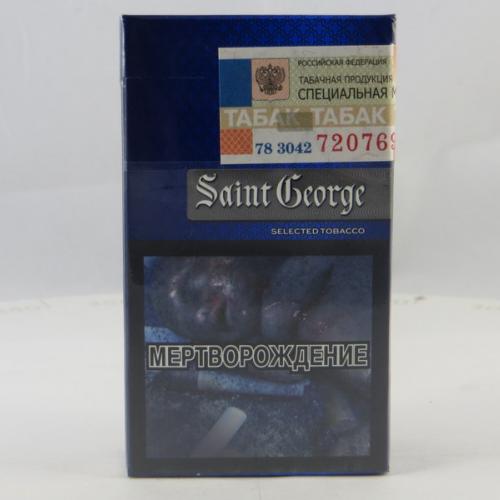 РОССИЙСКАЯ ФЕДЕРАЦИЯ
ТАБАЧНАЯ ПРОДУКЦИЯ
СПЕЦИАЛЬНАЯ М
ТАБАК ТАБАК
78 3042 720769
Saint George
SELECTED TOBACCO
МЕРТВОРОЖДЕНИЕ